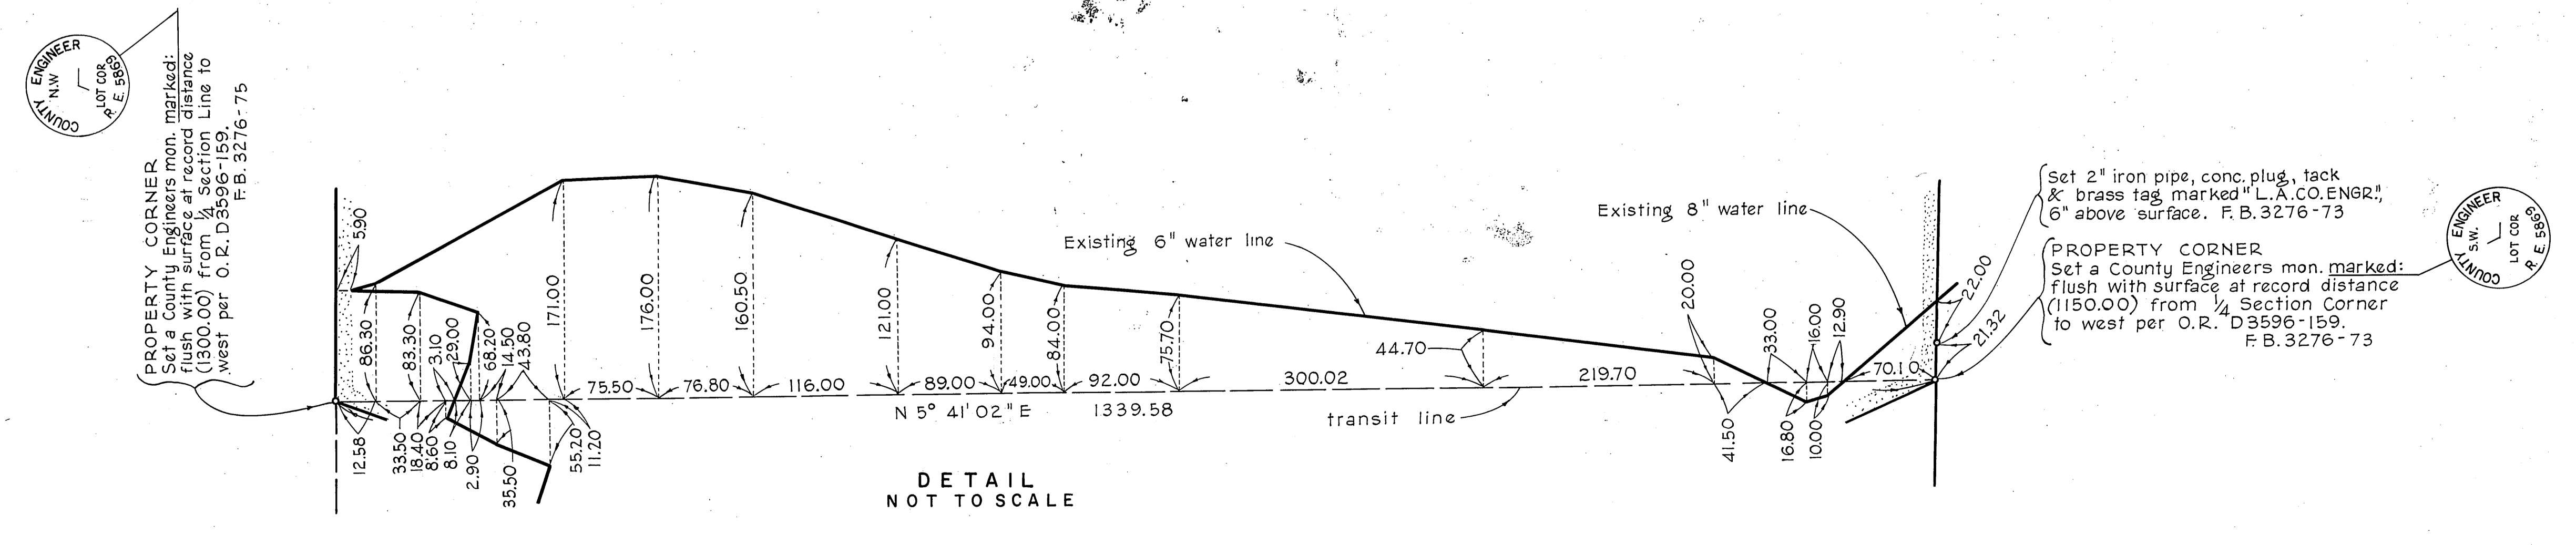 COUNTY ENGINEER
N.W
LOT COR
R. E. 5869
PROPERTY CORNER
Set a County Engineers mon. marked:
flush with surface at record distance
(1300.00) from ¼ Section Line to
west per O.R. D3596-159.
F.B. 3276-75
5.90
86.30
83.30
3.10
29.00
68.20
14.50
43.80
171.00
176.00
160.50
121.00
94.00
84.00
75.70
44.70
20.00
33.00
16.00
12.90
22.00
21.32
Existing 6" water line
Existing 8" water line
75.50
76.80
116.00
89.00
49.00
92.00
300.02
219.70
70.10
N 5° 41' 02" E
1339.58
transit line
12.58
33.50
18.40
8.60
8.10
2.90
35.50
55.20
11.20
41.50
16.80
10.00
DETAIL
NOT TO SCALE
Set 2" iron pipe, conc. plug, tack
& brass tag marked "L.A.CO.ENGR.",
6" above surface. F.B. 3276-73
PROPERTY CORNER
Set a County Engineers mon. marked:
flush with surface at record distance
(1150.00) from ¼ Section Corner
to west per O.R. D3596-159.
F.B. 3276-73
COUNTY ENGINEER
S.W.
LOT COR
R. E. 5869